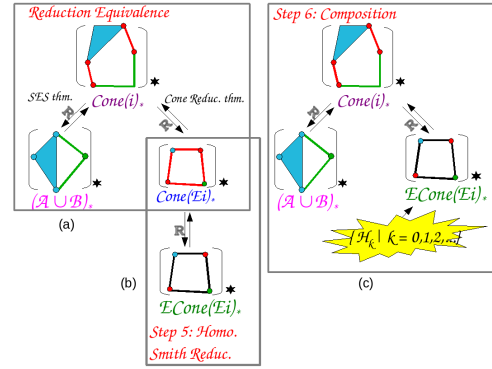 Reduction Equivalence
SES thm.
Cone Reduc. thm.
Cone(i)*
R
R
(A ∪ B)*
Cone(Ei)*
(a)
R
(b)
ECone(Ei)*
Step 5: Homo.
Smith Reduc.
Step 6: Composition
Cone(i)*
R
R
(A ∪ B)*
ECone(Ei)*
{H_k | k = 0,1,2,...}
(c)